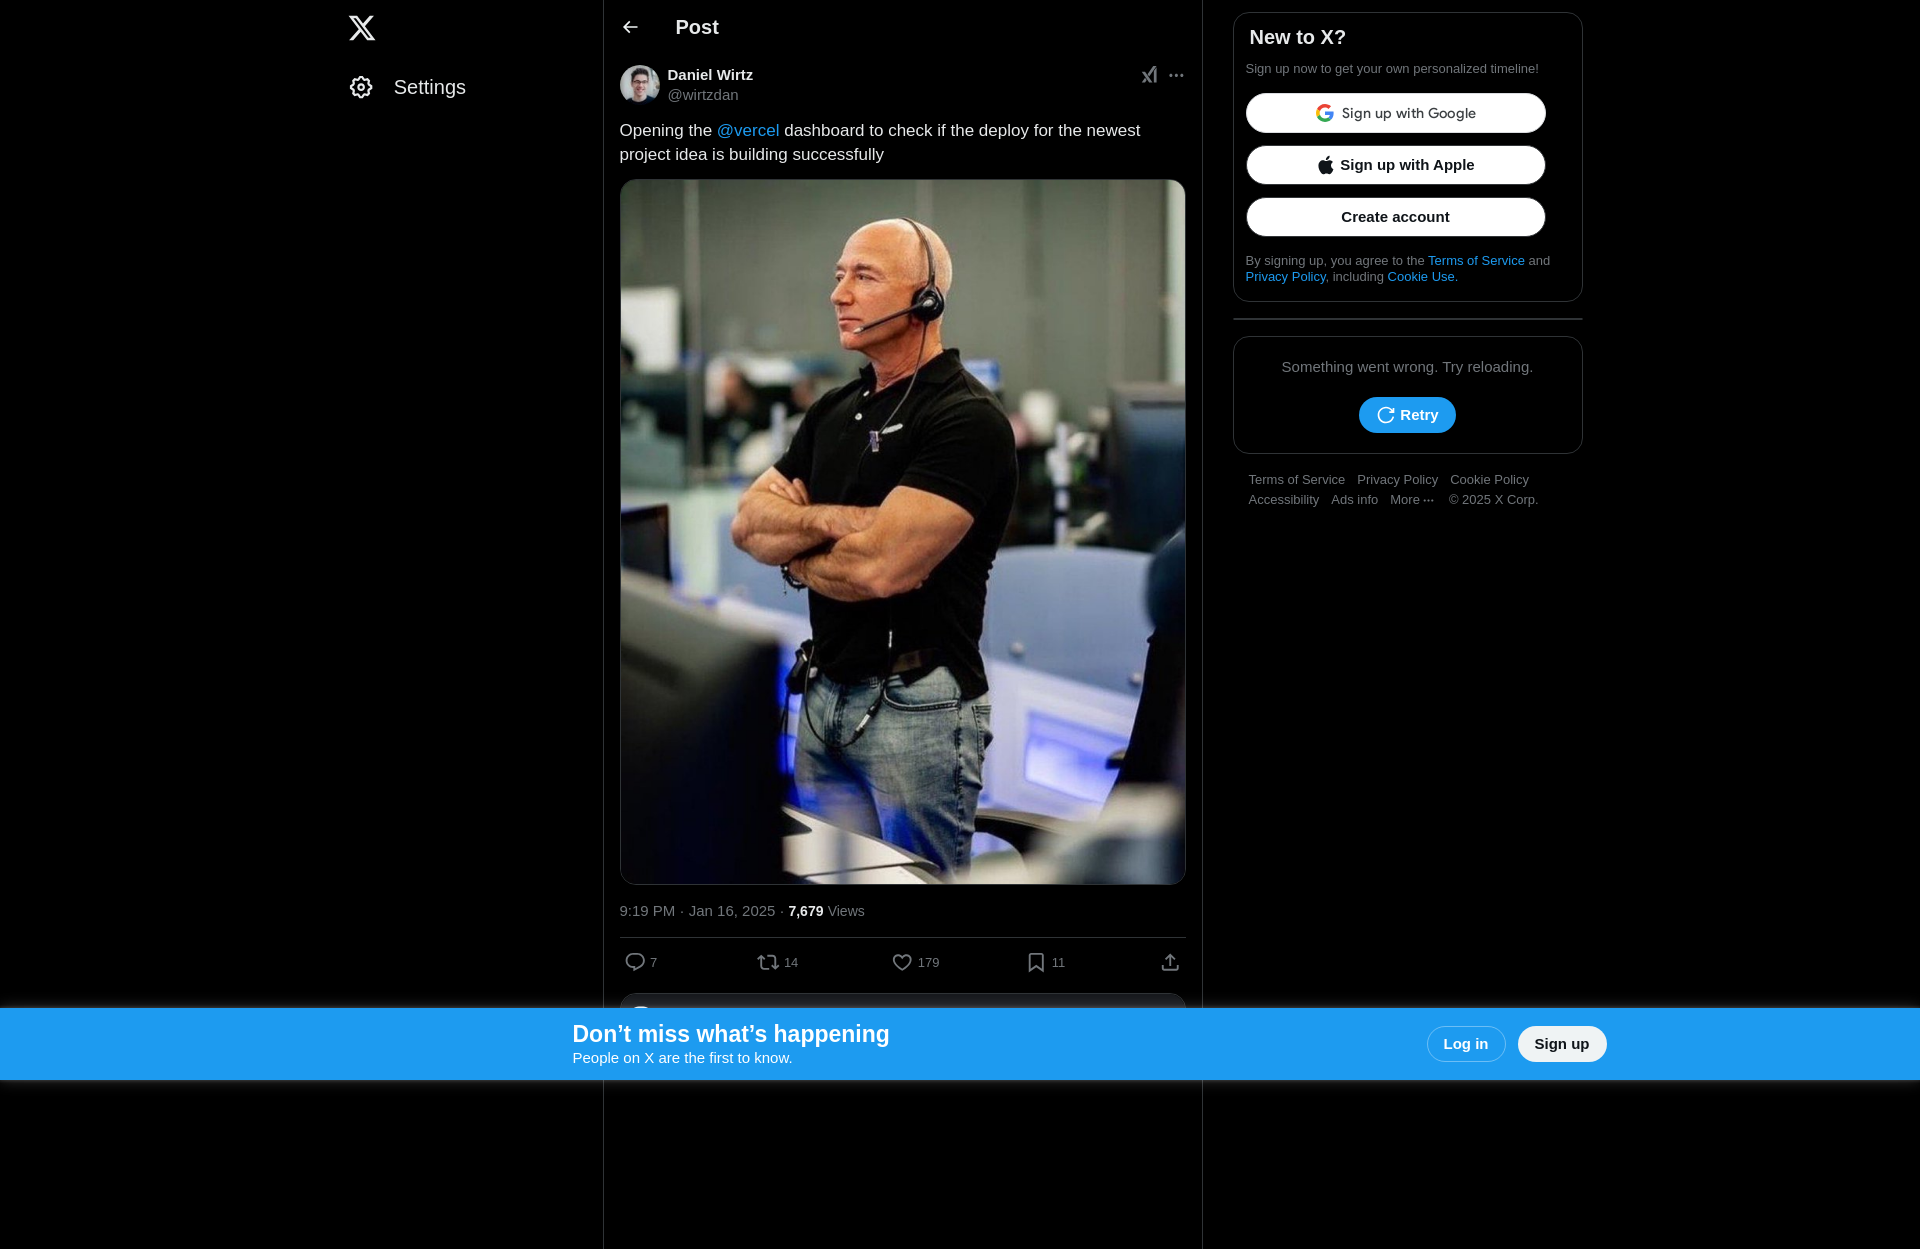 Settings
Post
Daniel Wirtz
@wirtzdan
Opening the @vercel dashboard to check if the deploy for the newest
project idea is building successfully
9:19 PM · Jan 16, 2025 · 7,679 Views
7 14 179 11
New to X?
Sign up now to get your own personalized timeline!
Sign up with Google
Sign up with Apple
Create account
By signing up, you agree to the Terms of Service and
Privacy Policy, including Cookie Use.
Something went wrong. Try reloading.
Retry
Terms of Service Privacy Policy Cookie Policy
Accessibility Ads info More ··· © 2025 X Corp.
Don’t miss what’s happening
People on X are the first to know.
Log in
Sign up